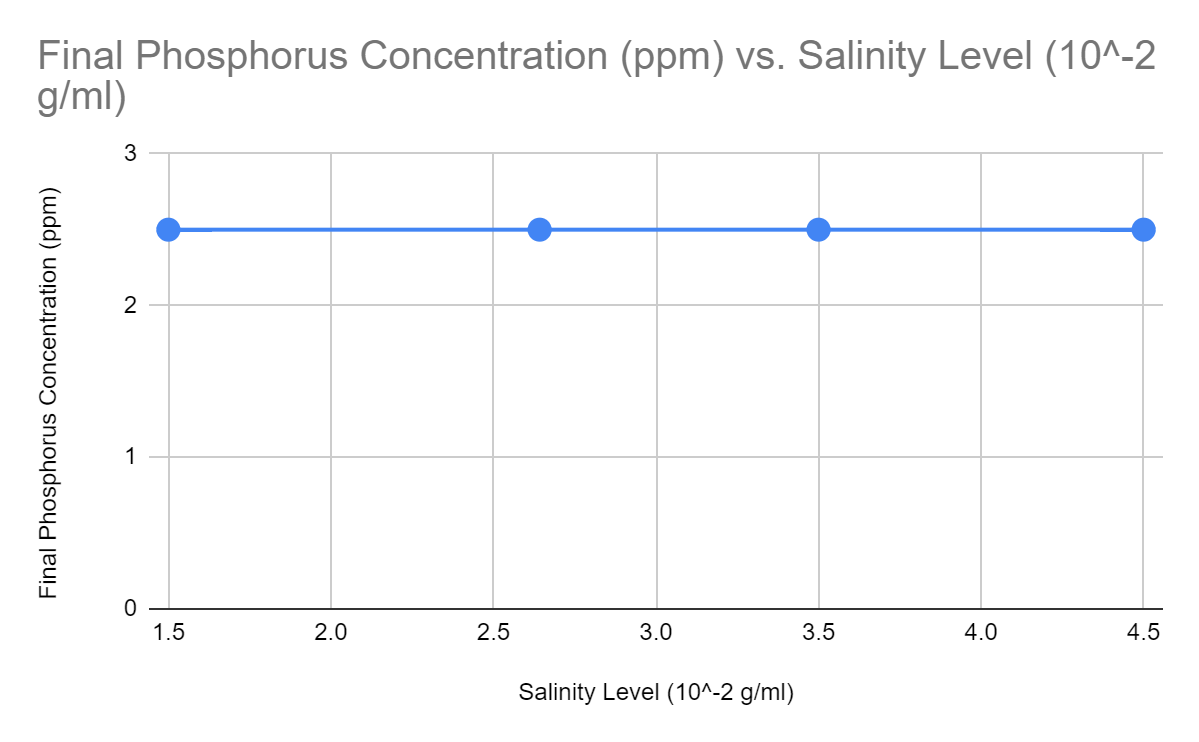 Final Phosphorus Concentration (ppm) vs. Salinity Level (10^-2
g/ml)
Final Phosphorus Concentration (ppm)
3
2
1
0
1.5 2.0 2.5 3.0 3.5 4.0 4.5
Salinity Level (10^-2 g/ml)